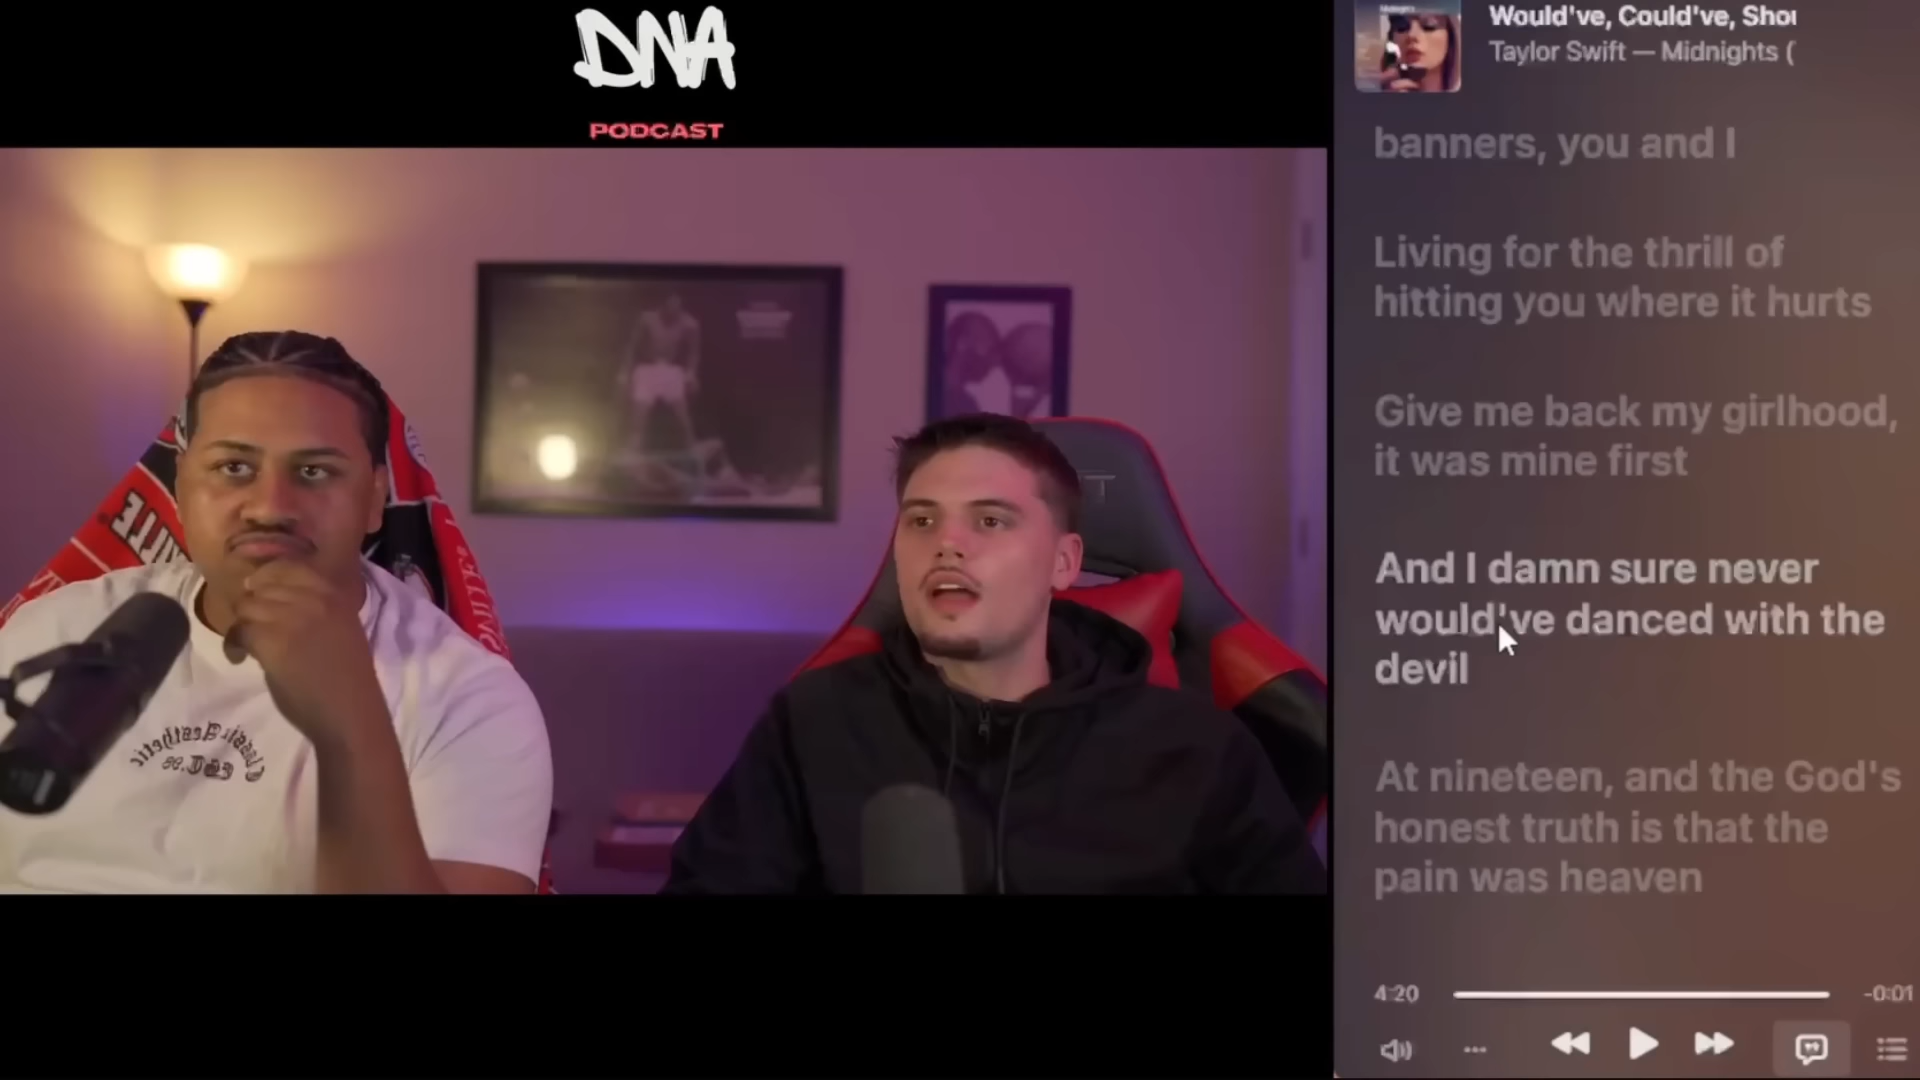 DNA
PODCAST
Would've, Could've, Shou
Taylor Swift — Midnights (
banners, you and I
Living for the thrill of
hitting you where it hurts
Give me back my girlhood,
it was mine first
And I damn sure never
would've danced with the
devil
At nineteen, and the God's
honest truth is that the
pain was heaven
4:20
-0:01